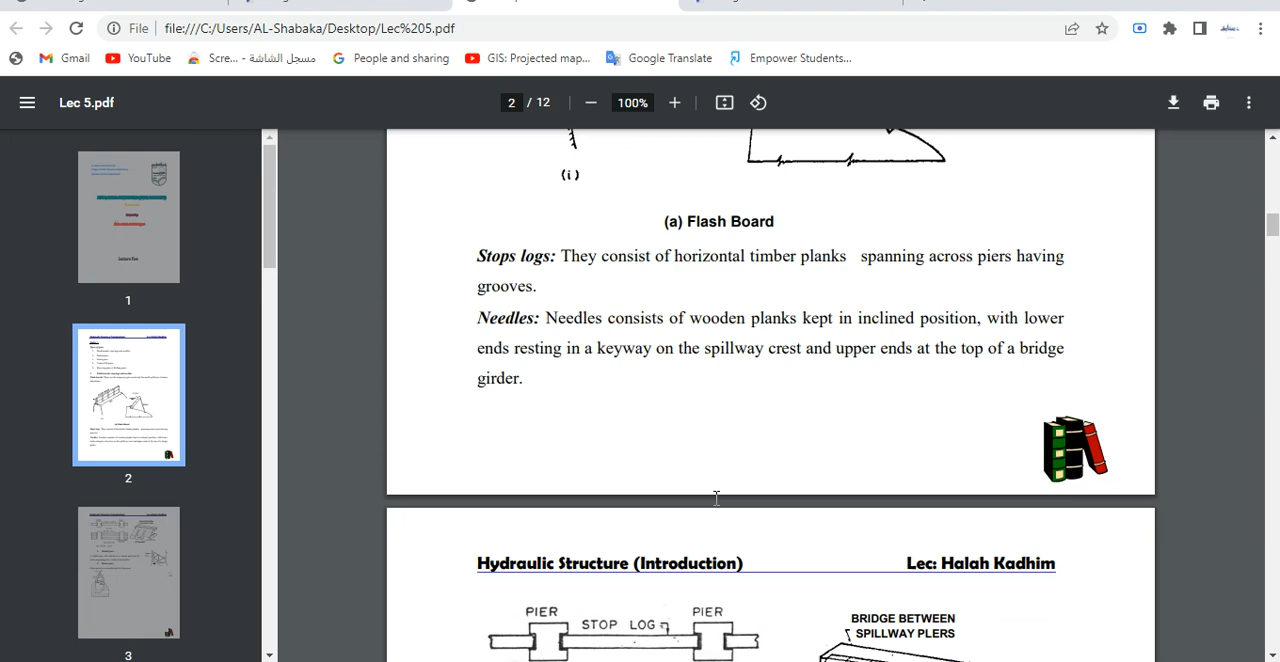 File
file:///C:/Users/AL-Shabaka/Desktop/Lec%205.pdf
Gmail
YouTube
Scre... - مسجل الشاشة
People and sharing
GIS: Projected map...
Google Translate
Empower Students...
Lec 5.pdf
2 / 12
100%
(i)
(a) Flash Board
Stops logs: They consist of horizontal timber planks spanning across piers having
grooves.
Needles: Needles consists of wooden planks kept in inclined position, with lower
ends resting in a keyway on the spillway crest and upper ends at the top of a bridge
girder.
1
2
3
Hydraulic Structure (Introduction) Lec: Halah Kadhim
PIER
STOP LOG
PIER
BRIDGE BETWEEN
SPILLWAY PLERS